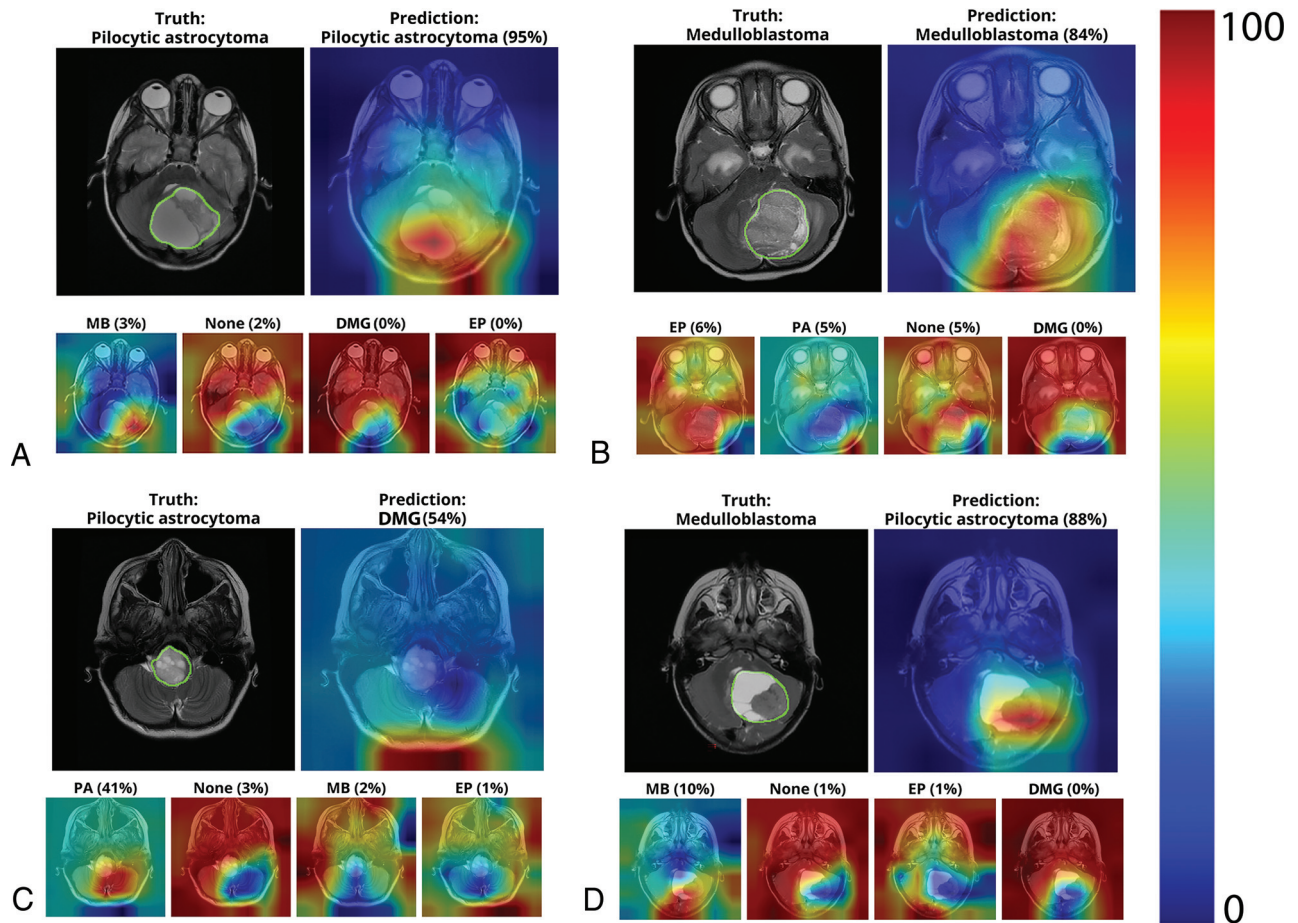 Truth:
Pilocytic astrocytoma
Prediction:
Pilocytic astrocytoma (95%)
MB (3%)
None (2%)
DMG (0%)
EP (0%)
A
Truth:
Medulloblastoma
Prediction:
Medulloblastoma (84%)
EP (6%)
PA (5%)
None (5%)
DMG (0%)
B
Truth:
Pilocytic astrocytoma
Prediction:
DMG (54%)
PA (41%)
None (3%)
MB (2%)
EP (1%)
C
Truth:
Medulloblastoma
Prediction:
Pilocytic astrocytoma (88%)
MB (10%)
None (1%)
EP (1%)
DMG (0%)
D
100
0